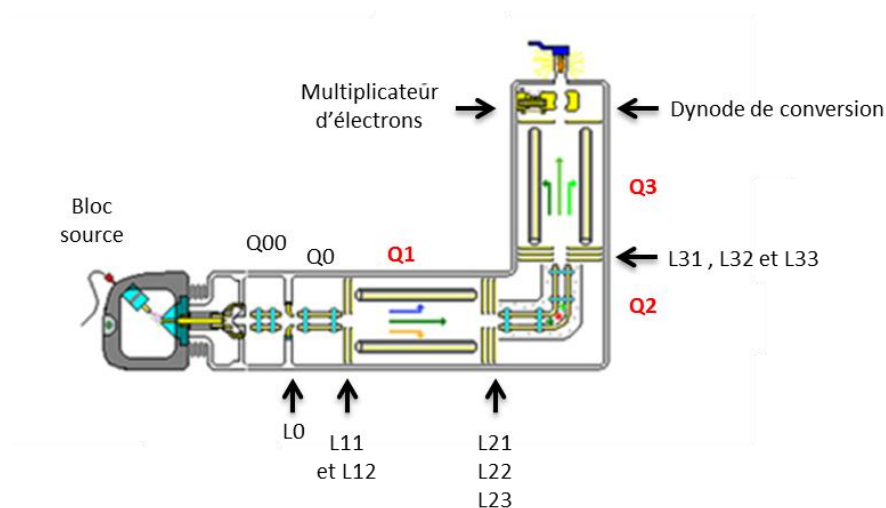 Multiplicateur
d'électrons
Dynode de conversion
Q3
Bloc
source
Q00
Q0
Q1
L31 , L32 et L33
Q2
L0
L11
et L12
L21
L22
L23